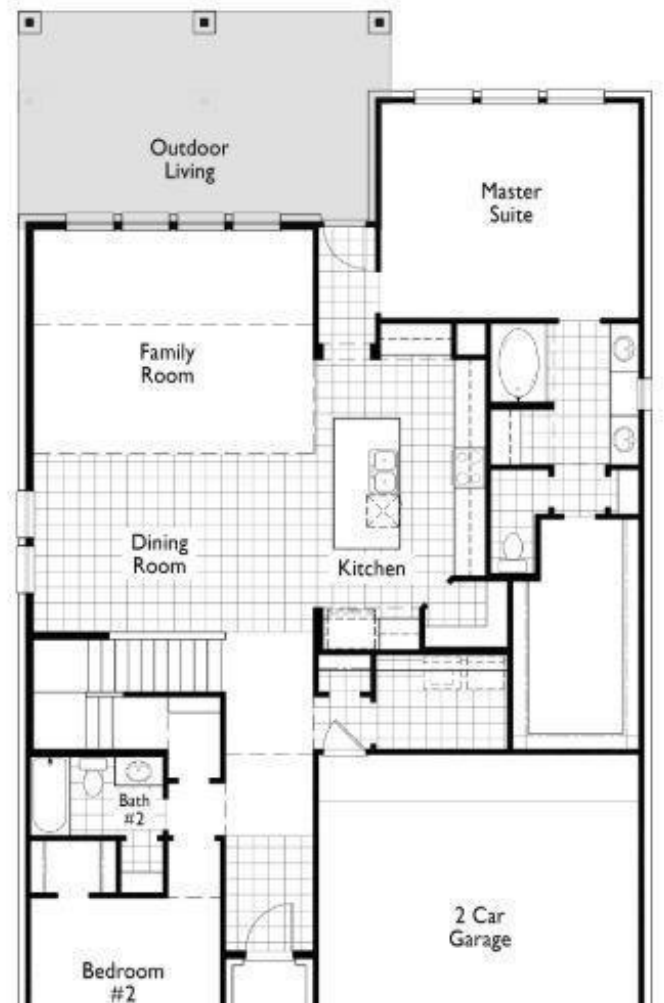 Outdoor
Living
Master
Suite
Family
Room
Dining
Room
Kitchen
Bath
#2
2 Car
Garage
Bedroom
#2